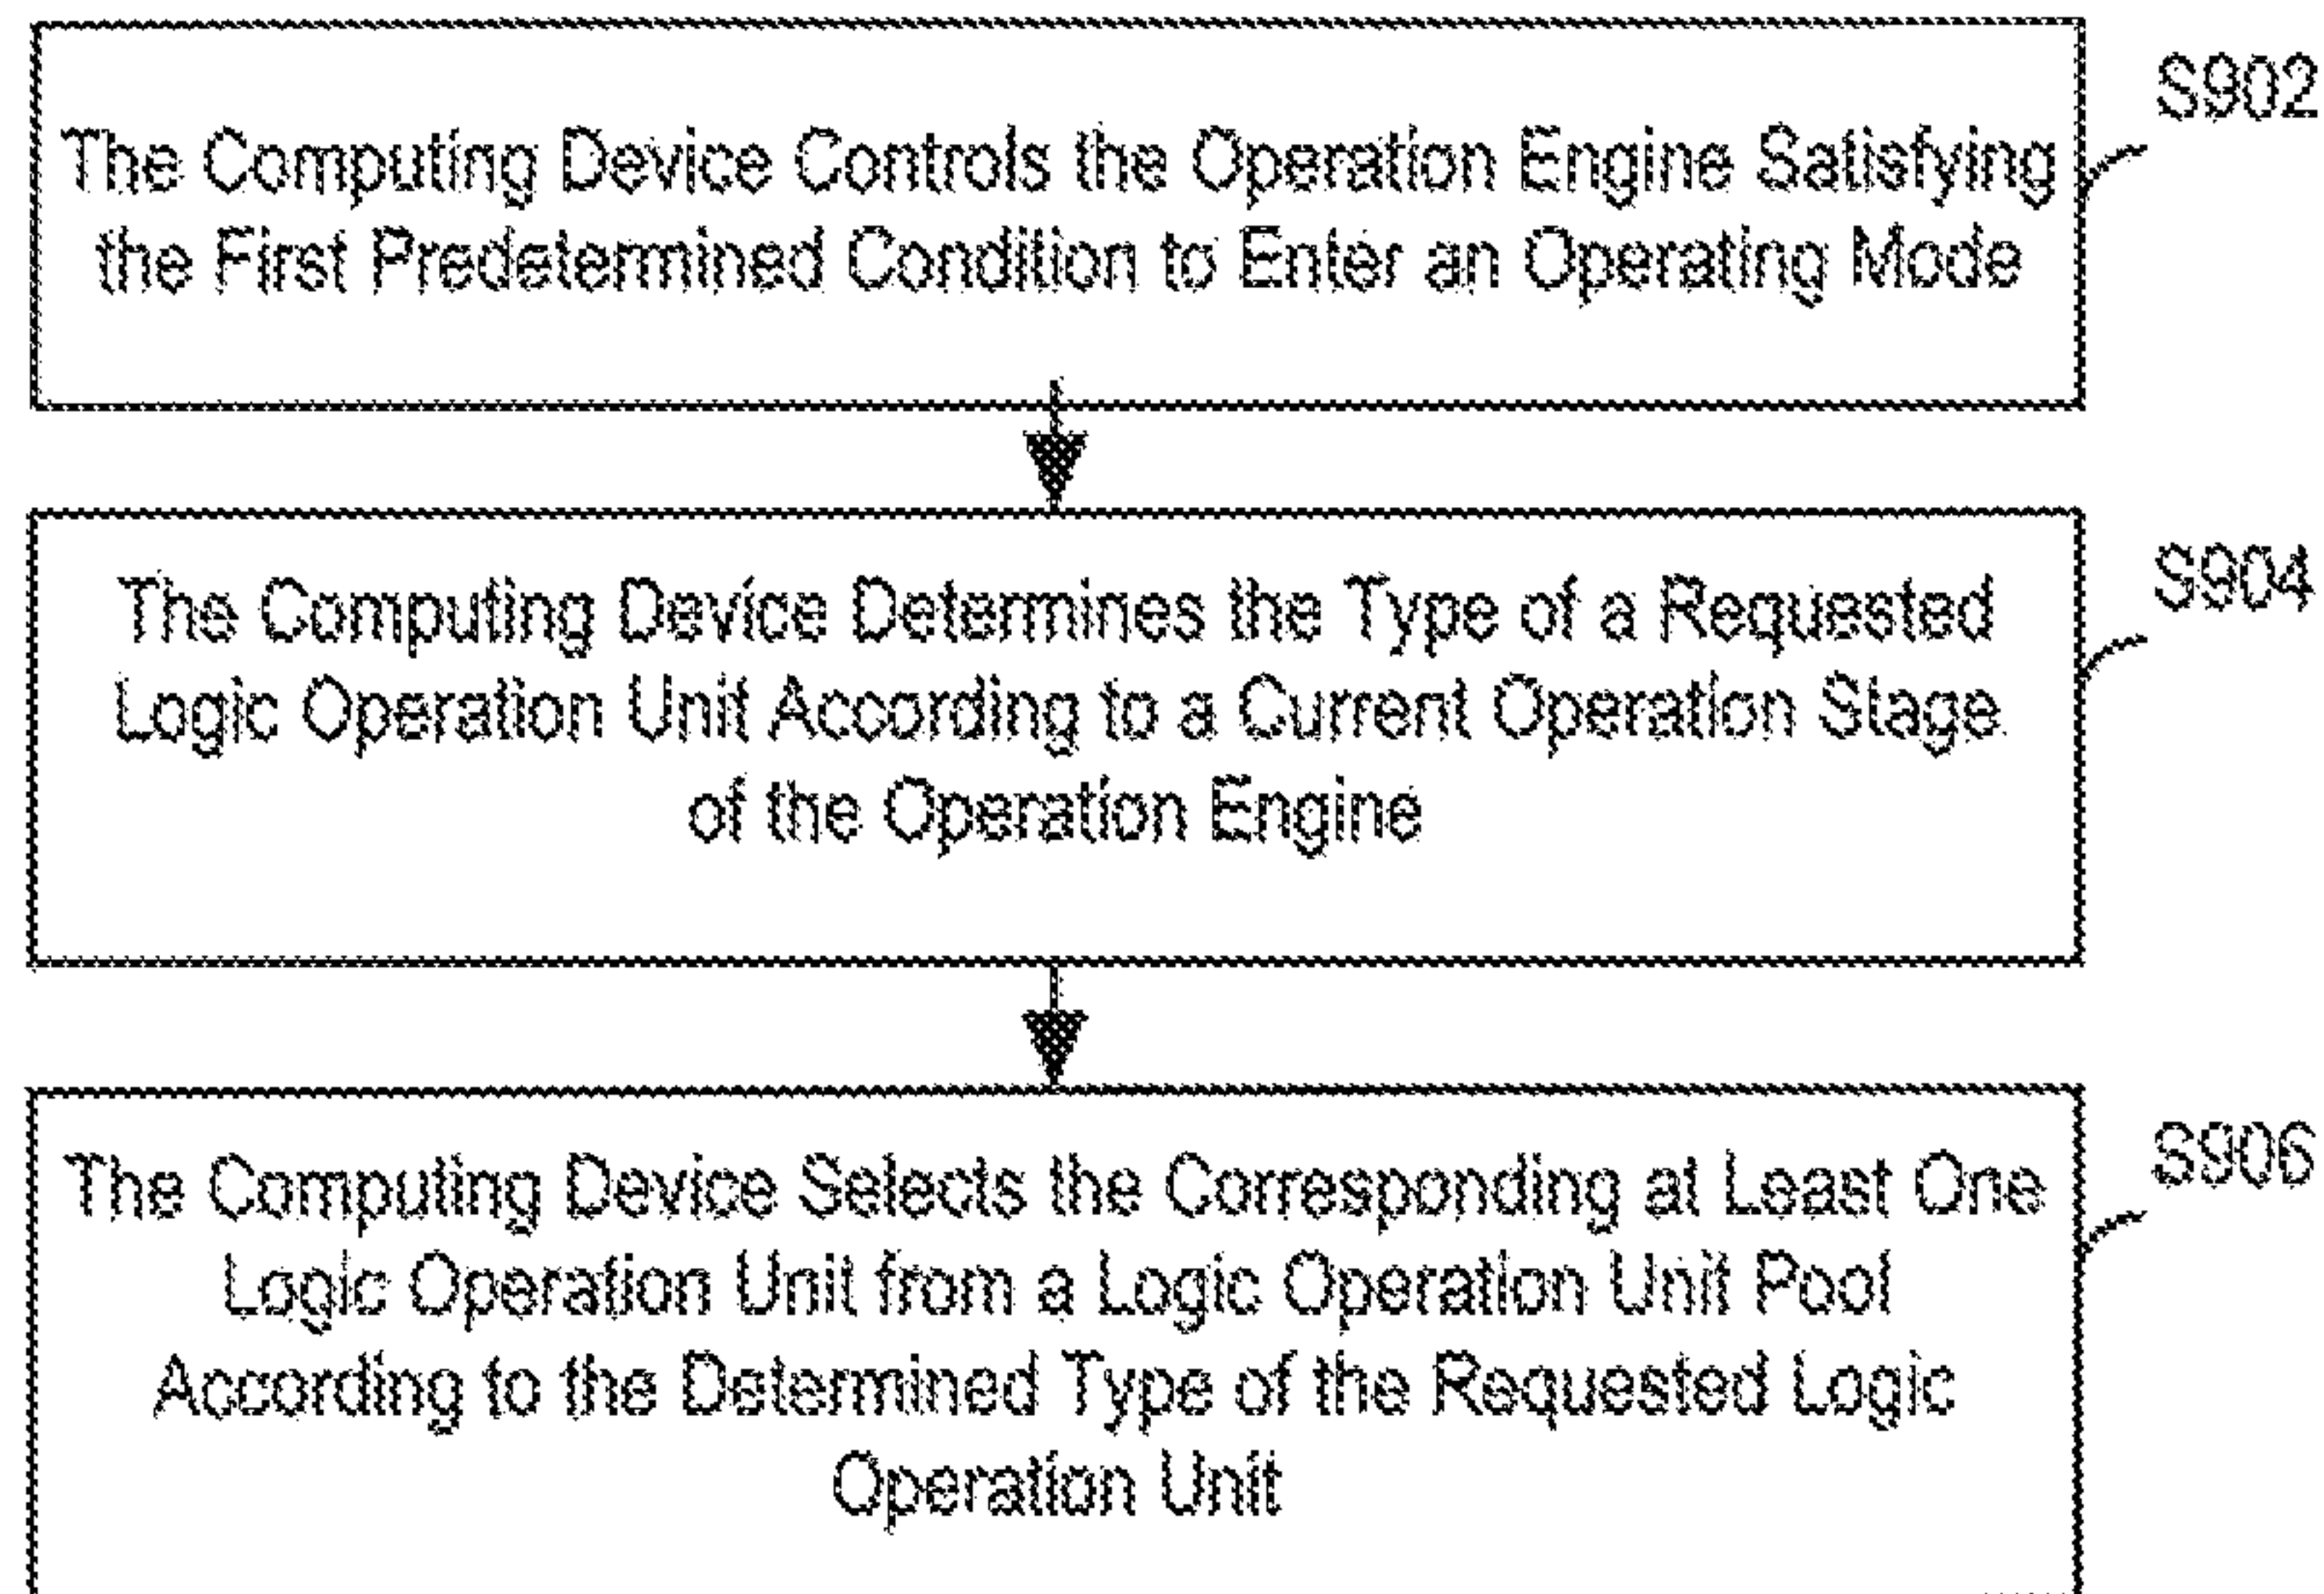 S902
The Computing Device Controls the Operation Engine Satisfying
the First Predetermined Condition to Enter an Operating Mode
S904
The Computing Device Determines the Type of a Requested
Logic Operation Unit According to a Current Operation Stage
of the Operation Engine
S906
The Computing Device Selects the Corresponding at Least One
Logic Operation Unit from a Logic Operation Unit Pool
According to the Determined Type of the Requested Logic
Operation Unit